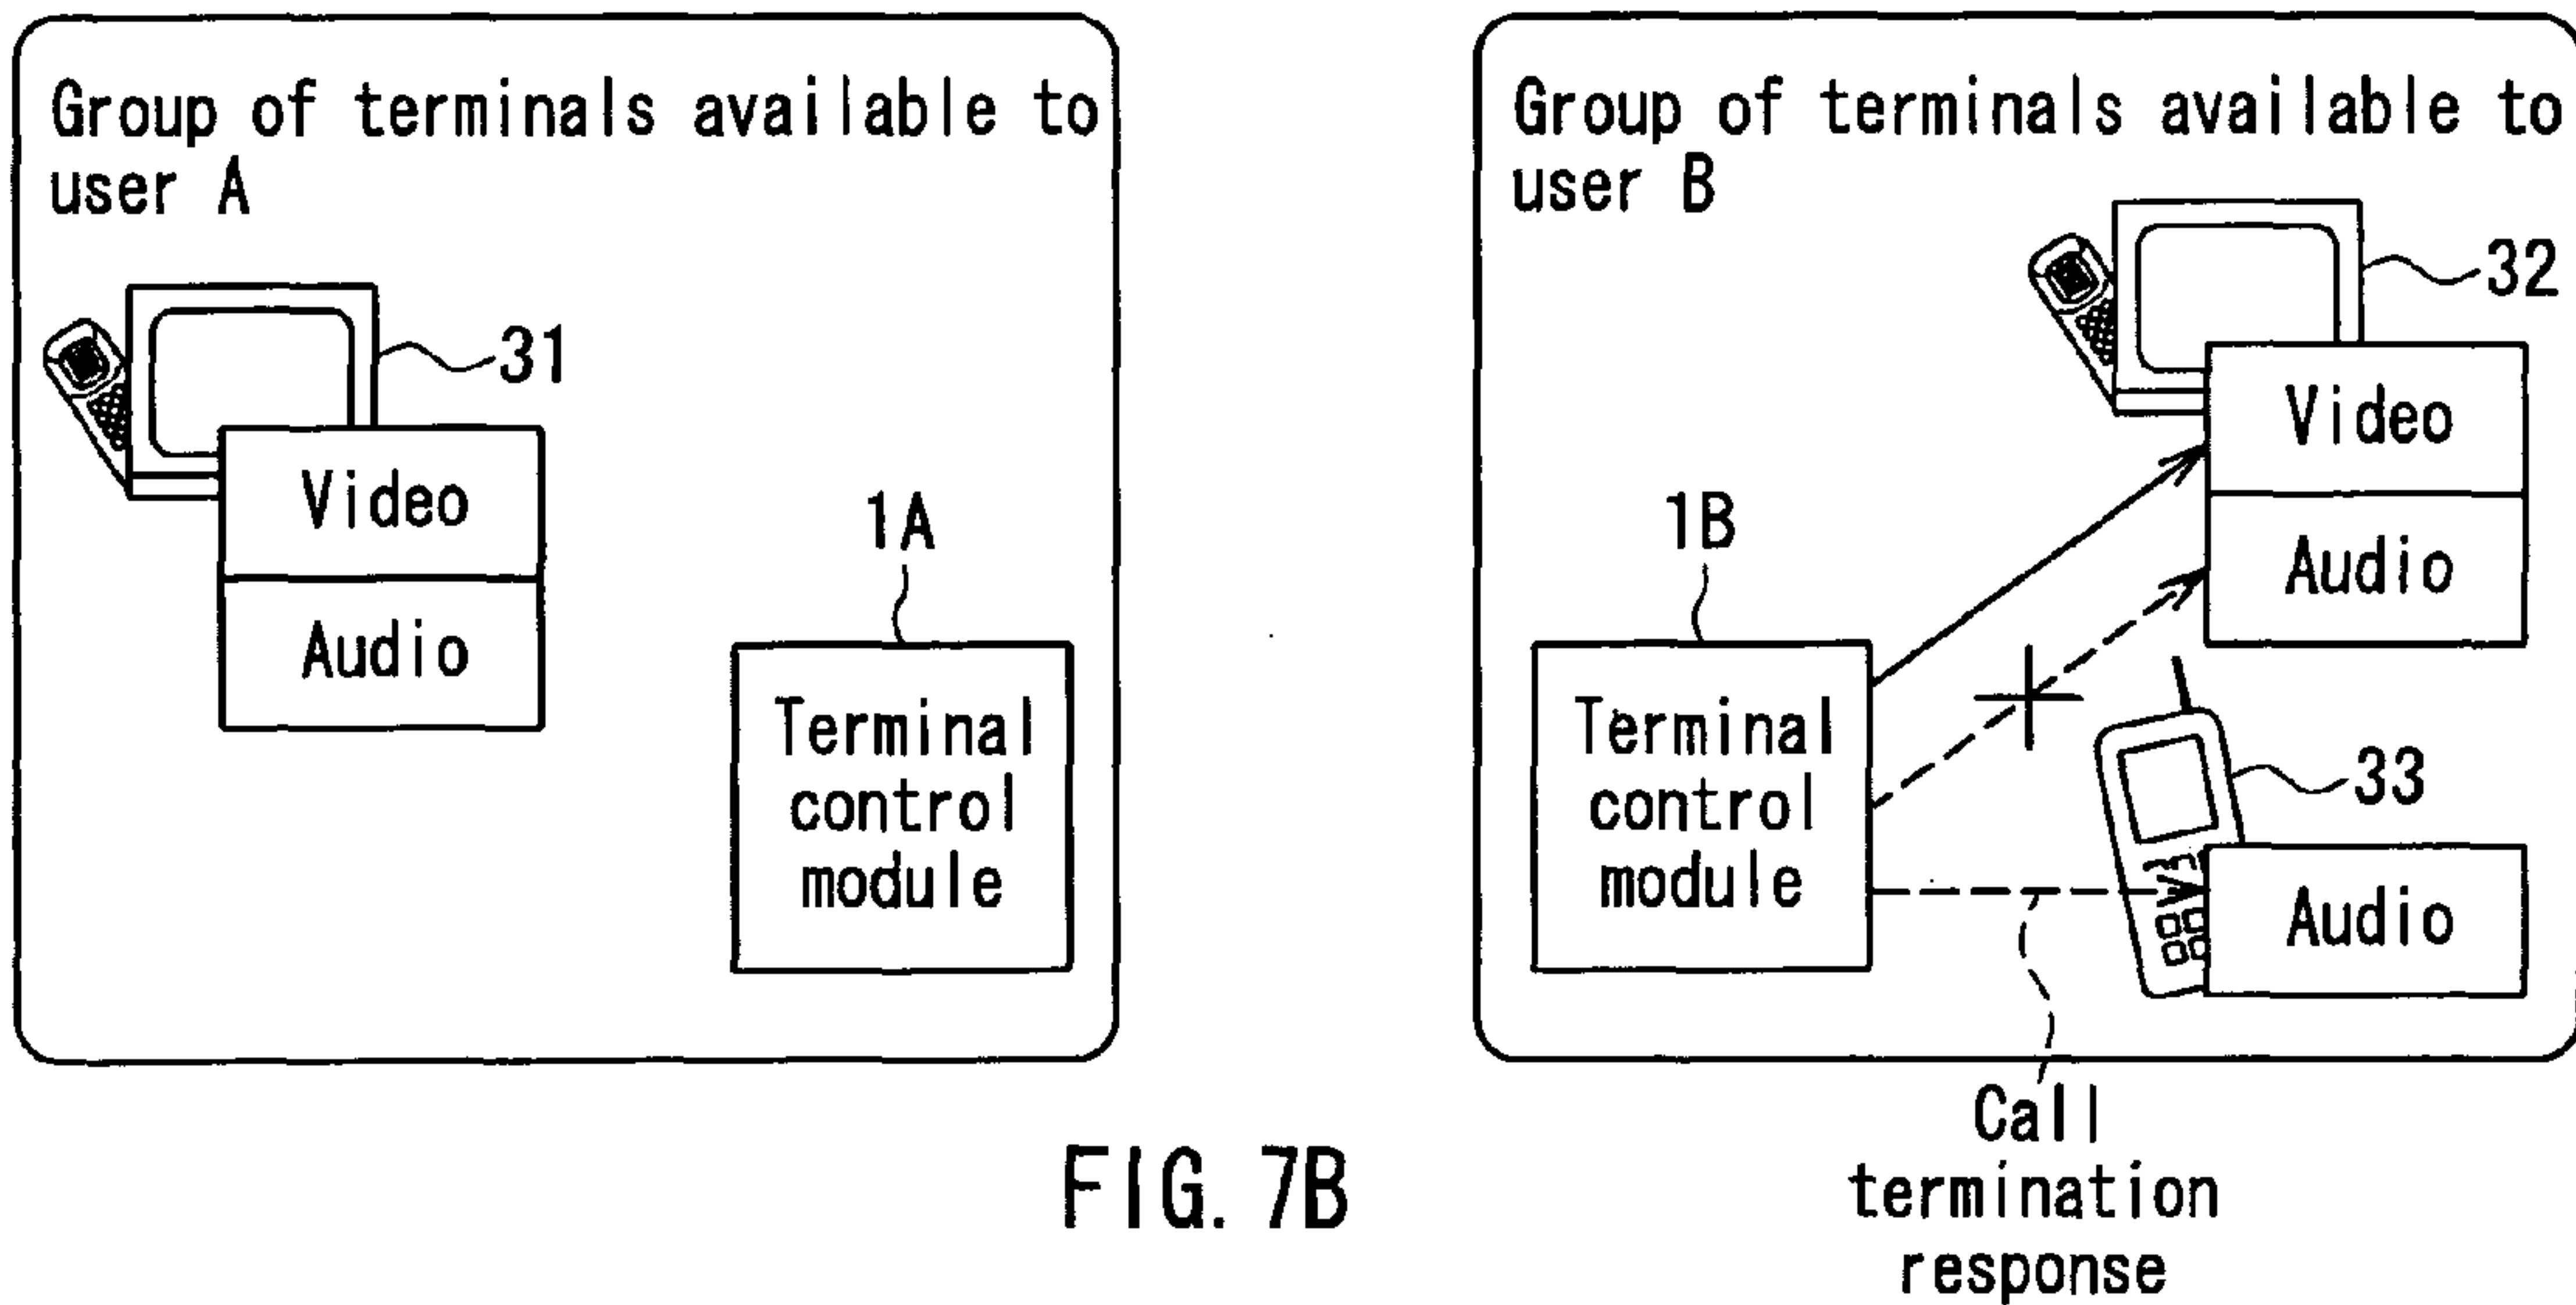 Group of terminals available to
user A
31
Video
Audio
1A
Terminal
control
module
Group of terminals available to
user B
32
Video
Audio
1B
Terminal
control
module
33
Audio
Call
termination
response
FIG. 7B